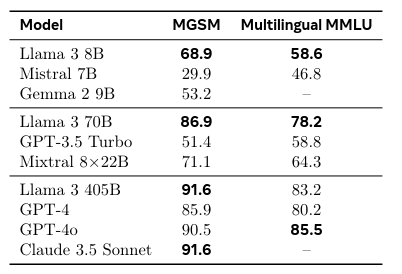 Model MGSM Multilingual MMLU
Llama 3 8B 68.9 58.6
Mistral 7B 29.9 46.8
Gemma 2 9B 53.2 –
Llama 3 70B 86.9 78.2
GPT-3.5 Turbo 51.4 58.8
Mixtral 8×22B 71.1 64.3
Llama 3 405B 91.6 83.2
GPT-4 85.9 80.2
GPT-4o 90.5 85.5
Claude 3.5 Sonnet 91.6 –